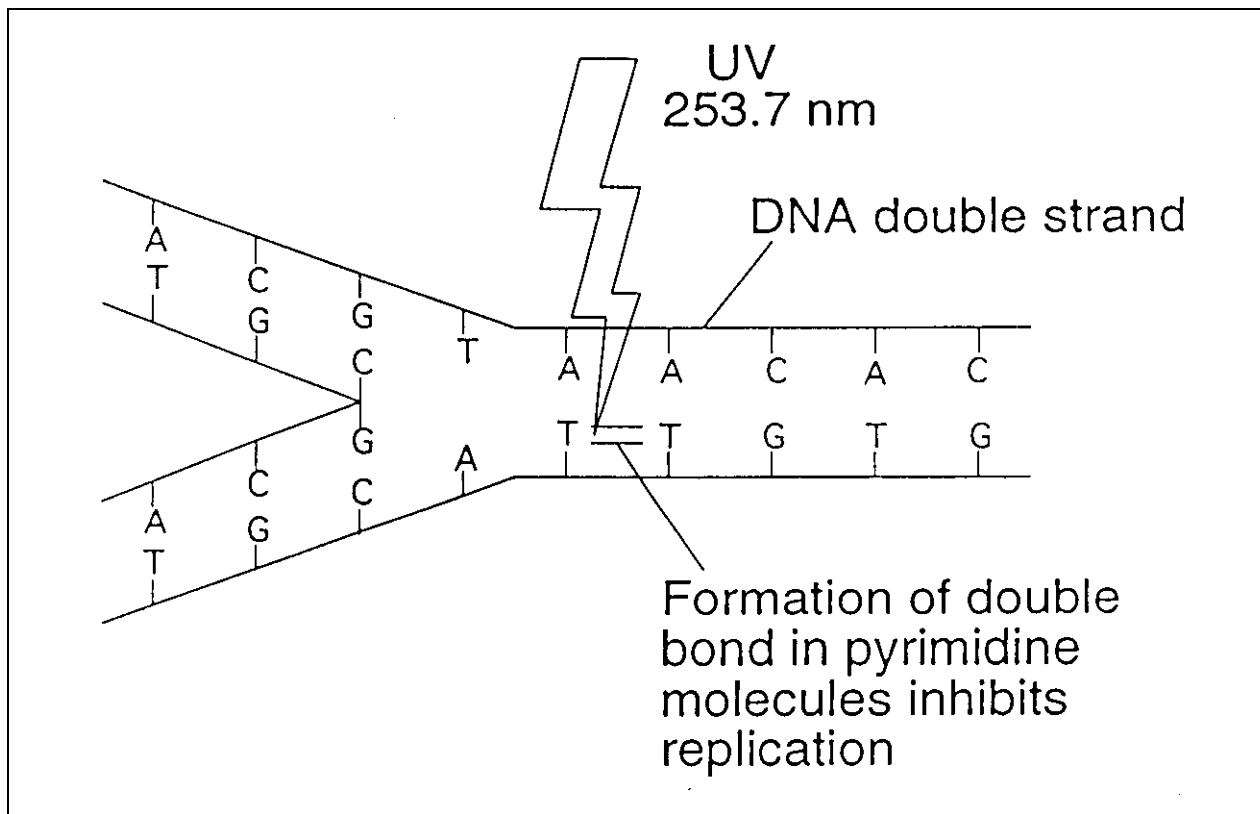 UV
253.7 nm
DNA double strand
A C G T A A C A C
T G C
T T G T G
A C G A
T G C
Formation of double
bond in pyrimidine
molecules inhibits
replication